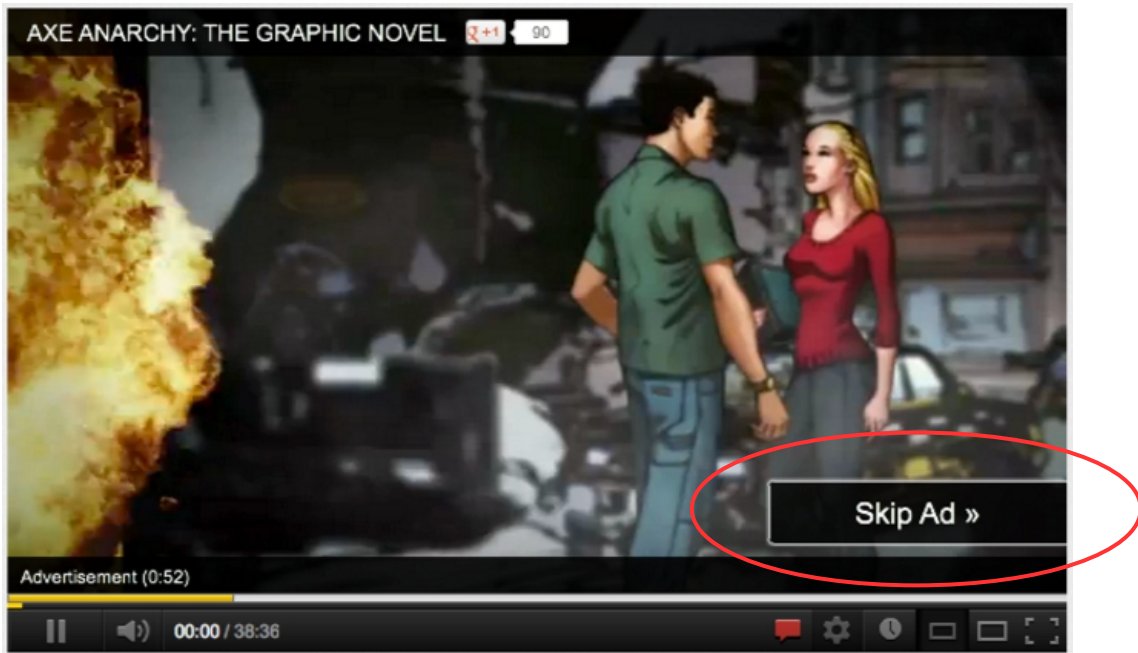 AXE ANARCHY: THE GRAPHIC NOVEL +1 90
Skip Ad »
Advertisement (0:52)
00:00 / 38:36